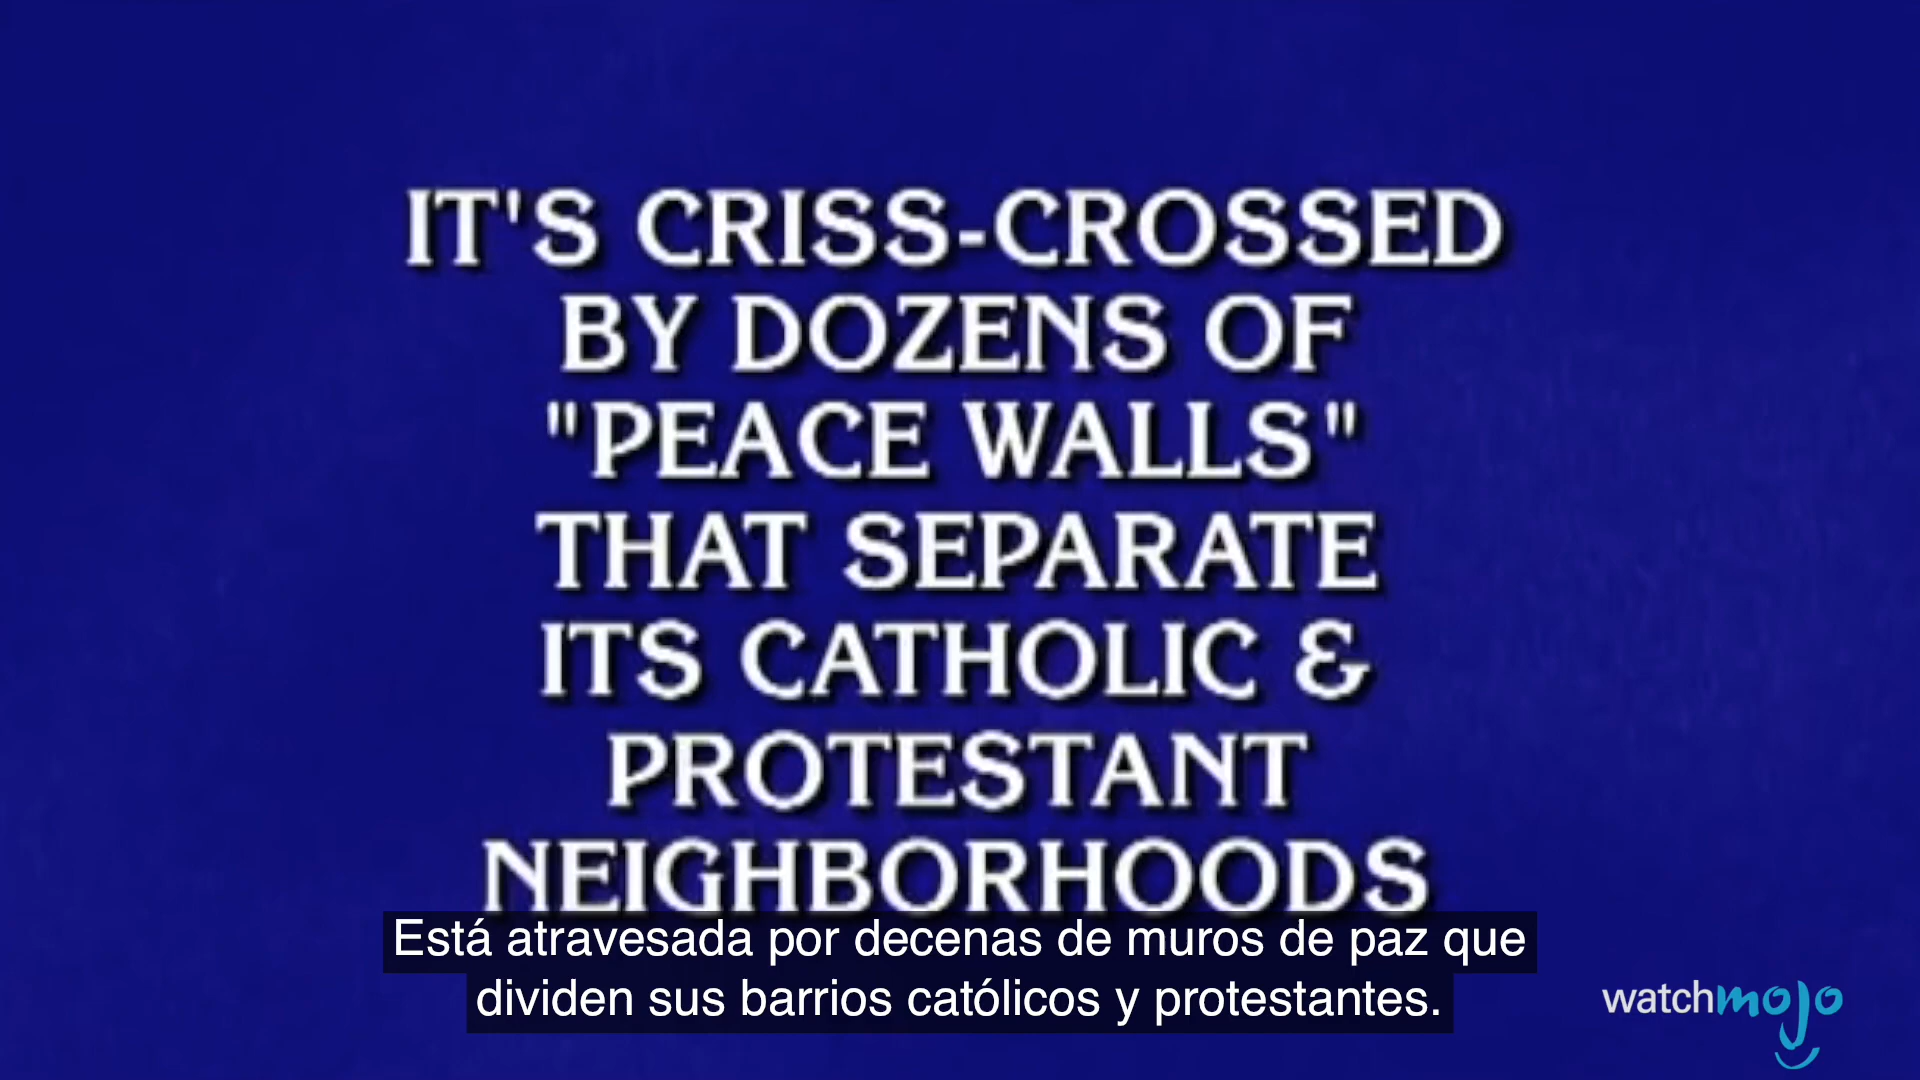 IT'S CRISS-CROSSED
BY DOZENS OF
"PEACE WALLS"
THAT SEPARATE
ITS CATHOLIC &
PROTESTANT
NEIGHBORHOODS
Está atravesada por decenas de muros de paz que
dividen sus barrios católicos y protestantes.
watchmojo